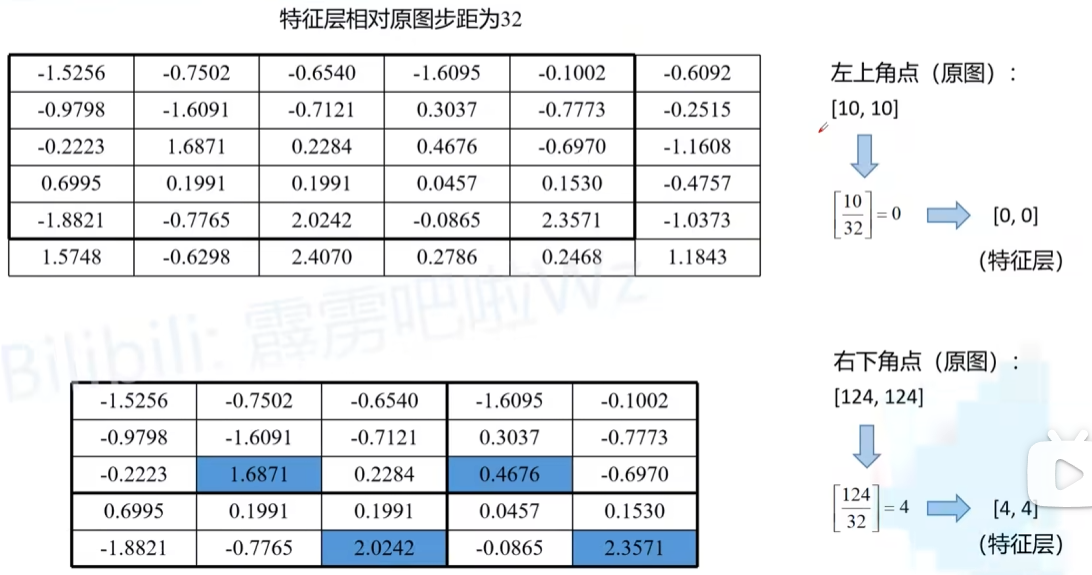 特征层相对原图步距为32
-1.5256 -0.7502 -0.6540 -1.6095 -0.1002 -0.6092
-0.9798 -1.6091 -0.7121 0.3037 -0.7773 -0.2515
-0.2223 1.6871 0.2284 0.4676 -0.6970 -1.1608
0.6995 0.1991 0.1991 0.0457 0.1530 -0.4757
-1.8821 -0.7765 2.0242 -0.0865 2.3571 -1.0373
1.5748 -0.6298 2.4070 0.2786 0.2468 1.1843
左上角点（原图）:
[10, 10]
[10/32] = 0
[0, 0]
(特征层)
Bilibili: 霹雳吧啦Wz
-1.5256 -0.7502 -0.6540 -1.6095 -0.1002
-0.9798 -1.6091 -0.7121 0.3037 -0.7773
-0.2223 1.6871 0.2284 0.4676 -0.6970
0.6995 0.1991 0.1991 0.0457 0.1530
-1.8821 -0.7765 2.0242 -0.0865 2.3571
右下角点（原图）:
[124, 124]
[124/32] = 4
[4, 4]
(特征层)